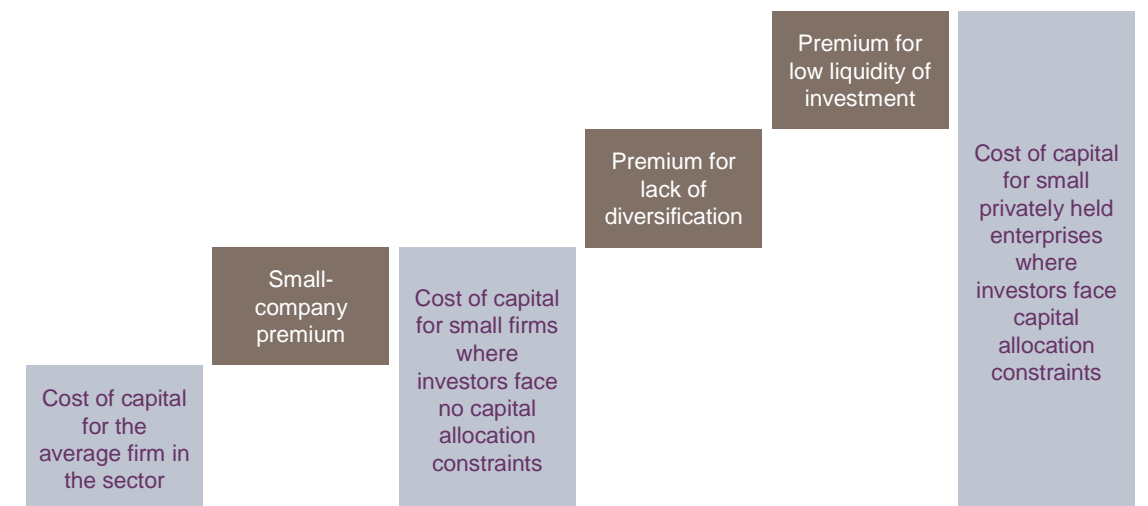 Cost of capital
for the
average firm in
the sector
Small-
company
premium
Cost of capital
for small firms
where
investors face
no capital
allocation
constraints
Premium for
lack of
diversification
Premium for
low liquidity of
investment
Cost of capital
for small
privately held
enterprises
where
investors face
capital
allocation
constraints